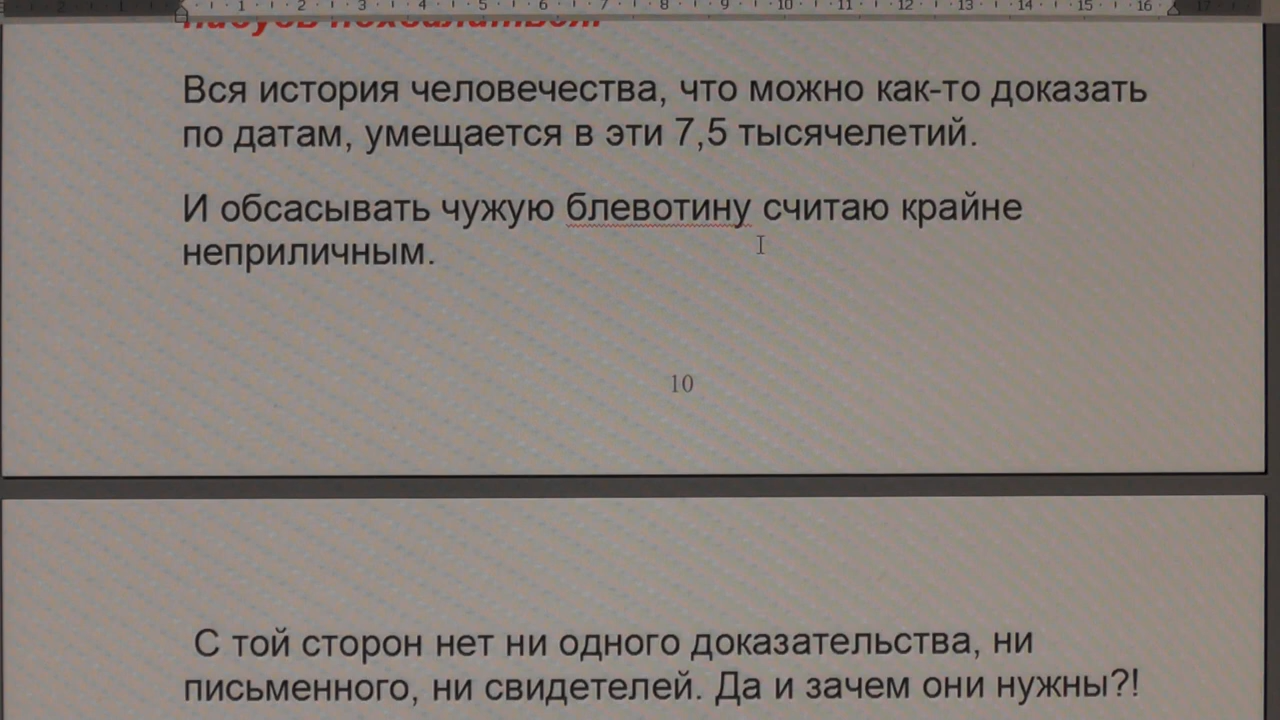 Вся история человечества, что можно как-то доказать
по датам, умещается в эти 7,5 тысячелетий.
И обсасывать чужую блевотину считаю крайне
неприличным.
10
С той сторон нет ни одного доказательства, ни
письменного, ни свидетелей. Да и зачем они нужны?!